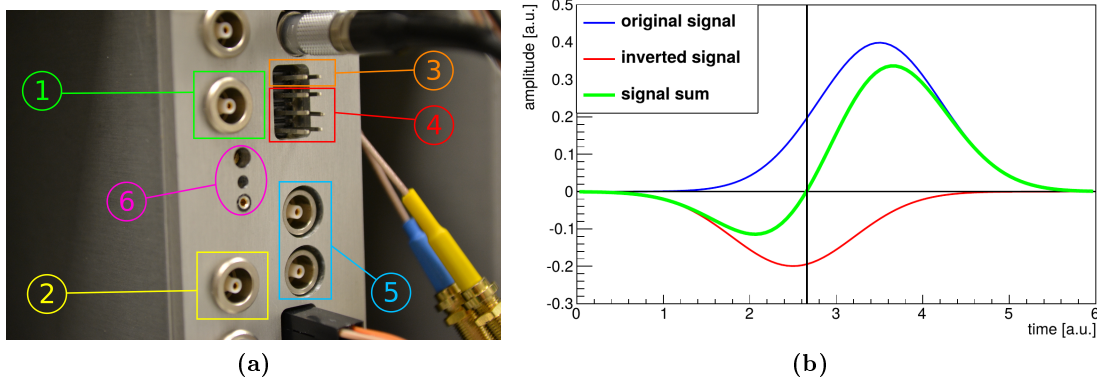 1
2
3
4
5
6
(a)
amplitude [a.u.]
0.5
0.4
0.3
0.2
0.1
0
-0.1
-0.2
-0.3
original signal
inverted signal
signal sum
0 1 2 3 4 5 6
time [a.u.]
(b)